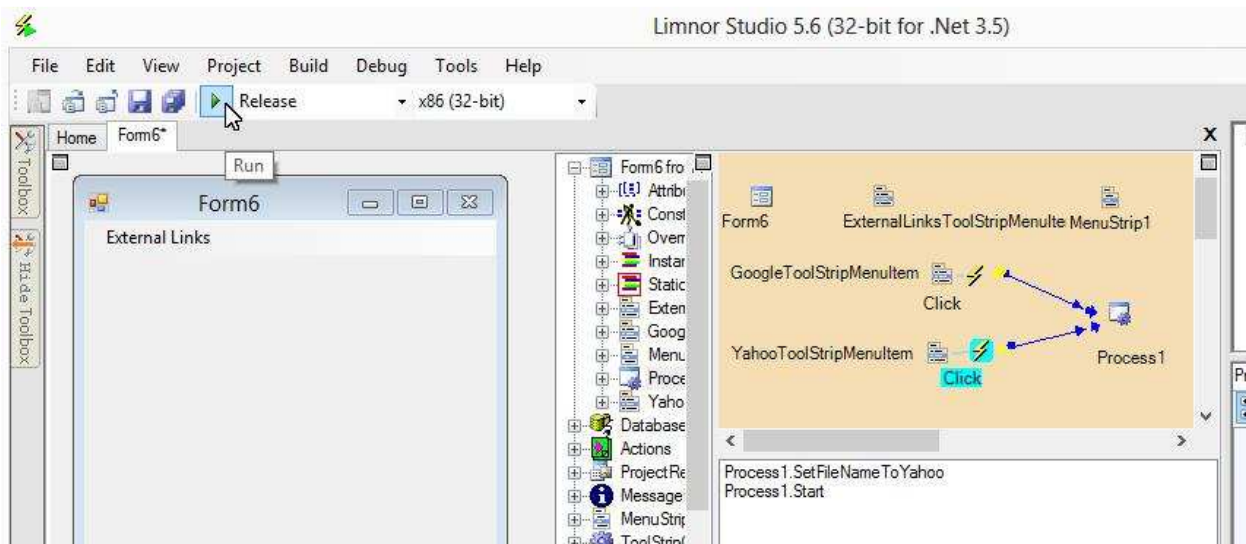 Limnor Studio 5.6 (32-bit for .Net 3.5)
File Edit View Project Build Debug Tools Help
Release x86 (32-bit)
Home Form6* X
Run
Toolbox
Hide Toolbox
Form6
External Links
Form6 fro
Attribu
Const
Overr
Instar
Static
Extern
Goog
Menu
Proce
Yaho
Database
Actions
ProjectRe
Message
MenuStrip
ToolStrip(
Form6 ExternalLinksToolStripMenuIte MenuStrip1
GoogleToolStripMenuItem
Click
YahooToolStripMenuItem
Click
Process1
Process1.SetFileNameToYahoo
Process1.Start
Pr